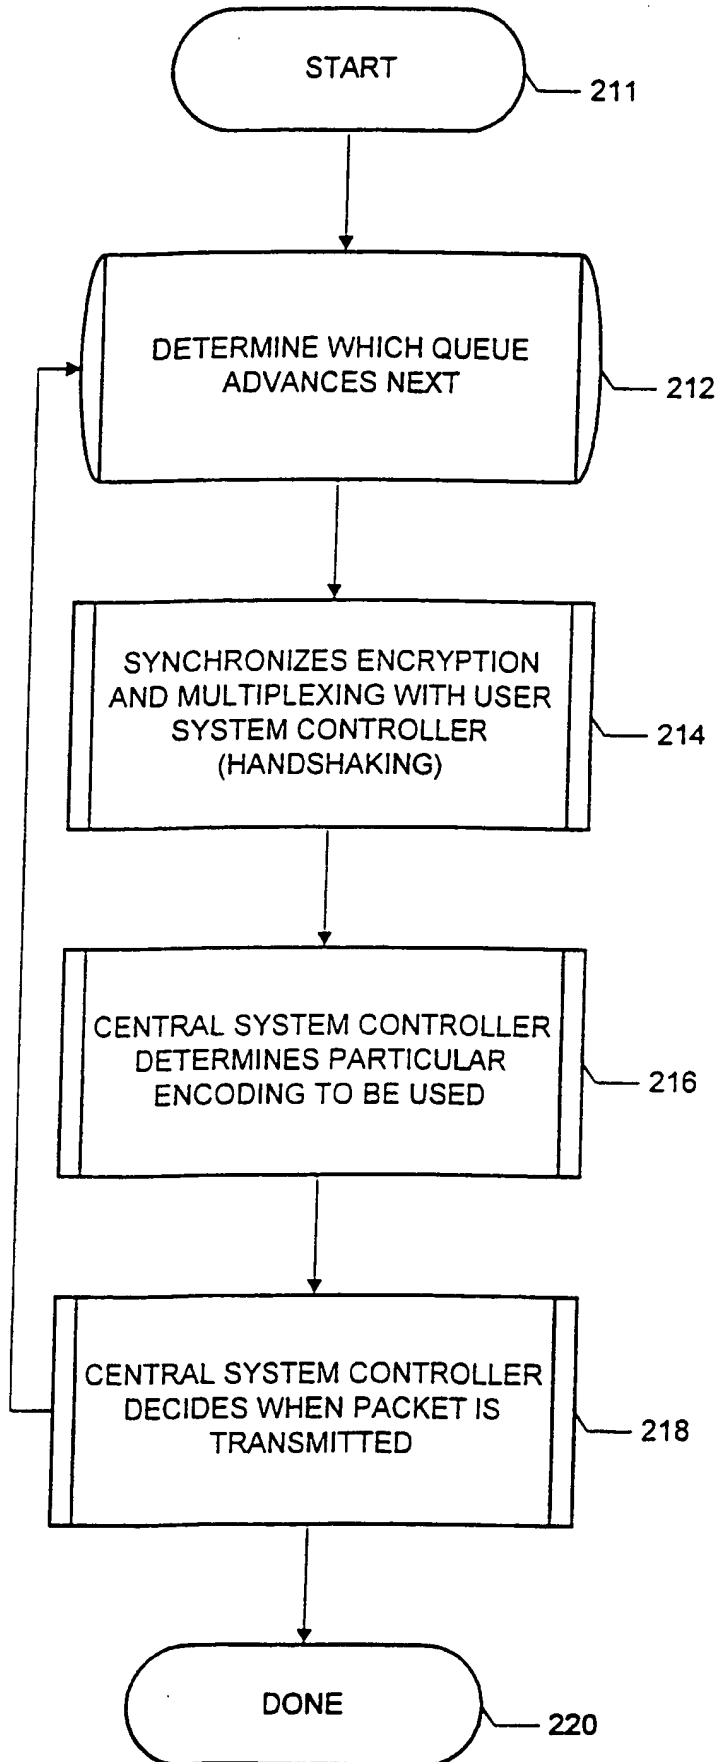 START
211
DETERMINE WHICH QUEUE
ADVANCES NEXT
212
SYNCHRONIZES ENCRYPTION
AND MULTIPLEXING WITH USER
SYSTEM CONTROLLER
(HANDSHAKING)
214
CENTRAL SYSTEM CONTROLLER
DETERMINES PARTICULAR
ENCODING TO BE USED
216
CENTRAL SYSTEM CONTROLLER
DECIDES WHEN PACKET IS
TRANSMITTED
218
DONE
220